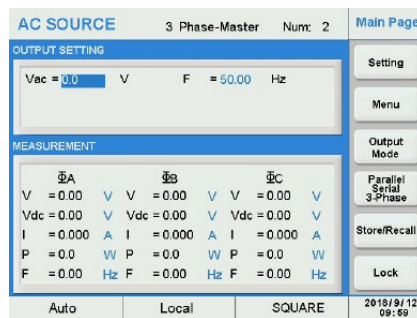 AC SOURCE 3 Phase-Master Num: 2 Main Page
OUTPUT SETTING
Vac = 0.0 V F = 50.00 Hz
Setting
Menu
Output
Mode
MEASUREMENT
ΦA ΦB ΦC
V = 0.00 V V = 0.00 V V = 0.00 V
Vdc = 0.00 V Vdc = 0.00 V Vdc = 0.00 V
I = 0.000 A I = 0.000 A I = 0.000 A
P = 0.0 W P = 0.0 W P = 0.0 W
F = 0.00 Hz F = 0.00 Hz F = 0.00 Hz
Parallel
Serial
3-Phase
Store/Recall
Lock
Auto Local SQUARE
2018/9/12
09:59